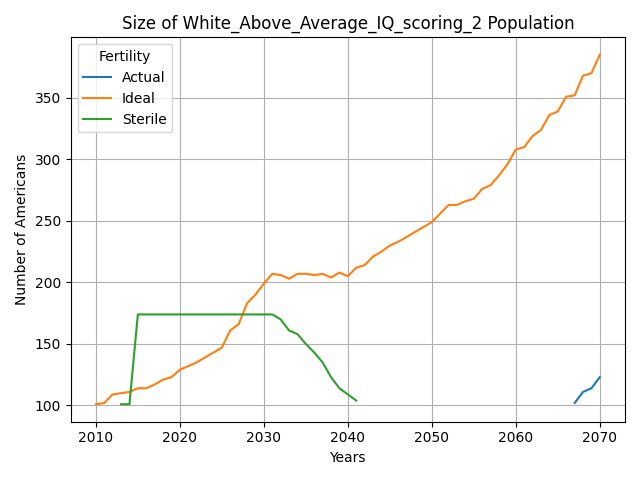 Size of White_Above_Average_IQ_scoring_2 Population
Fertility
Actual
Ideal
Sterile
Number of Americans
350
300
250
200
150
100
2010 2020 2030 2040 2050 2060 2070
Years